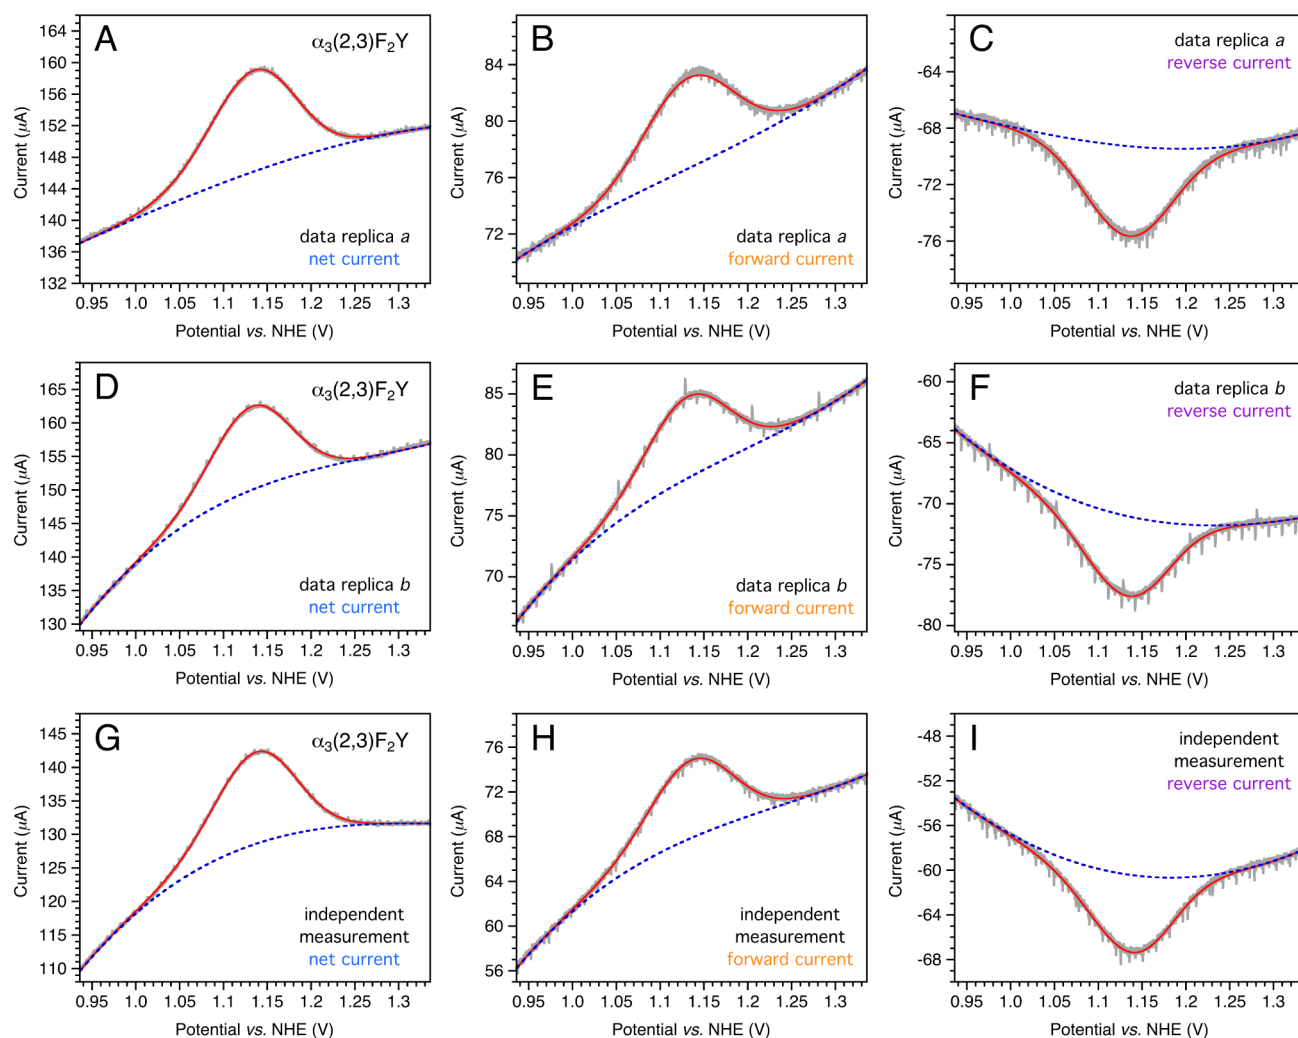 A
α3(2,3)F2Y
164
160
156
152
148
144
140
136
132
Current (μA)
data replica a
net current
0.95 1.0 1.05 1.1 1.15 1.2 1.25 1.3
Potential vs. NHE (V)
B
84
80
76
72
Current (μA)
data replica a
forward current
0.95 1.0 1.05 1.1 1.15 1.2 1.25 1.3
Potential vs. NHE (V)
C
data replica a
reverse current
-64
-68
-72
-76
Current (μA)
0.95 1.0 1.05 1.1 1.15 1.2 1.25 1.3
Potential vs. NHE (V)
D
α3(2,3)F2Y
165
160
155
150
145
140
135
130
Current (μA)
data replica b
net current
0.95 1.0 1.05 1.1 1.15 1.2 1.25 1.3
Potential vs. NHE (V)
E
85
80
75
70
Current (μA)
data replica b
forward current
0.95 1.0 1.05 1.1 1.15 1.2 1.25 1.3
Potential vs. NHE (V)
F
data replica b
reverse current
-60
-65
-70
-75
-80
Current (μA)
0.95 1.0 1.05 1.1 1.15 1.2 1.25 1.3
Potential vs. NHE (V)
G
α3(2,3)F2Y
145
140
135
130
125
120
115
110
Current (μA)
independent
measurement
net current
0.95 1.0 1.05 1.1 1.15 1.2 1.25 1.3
Potential vs. NHE (V)
H
76
72
68
64
60
56
Current (μA)
independent
measurement
forward current
0.95 1.0 1.05 1.1 1.15 1.2 1.25 1.3
Potential vs. NHE (V)
I
independent
measurement
reverse current
-48
-52
-56
-60
-64
-68
Current (μA)
0.95 1.0 1.05 1.1 1.15 1.2 1.25 1.3
Potential vs. NHE (V)